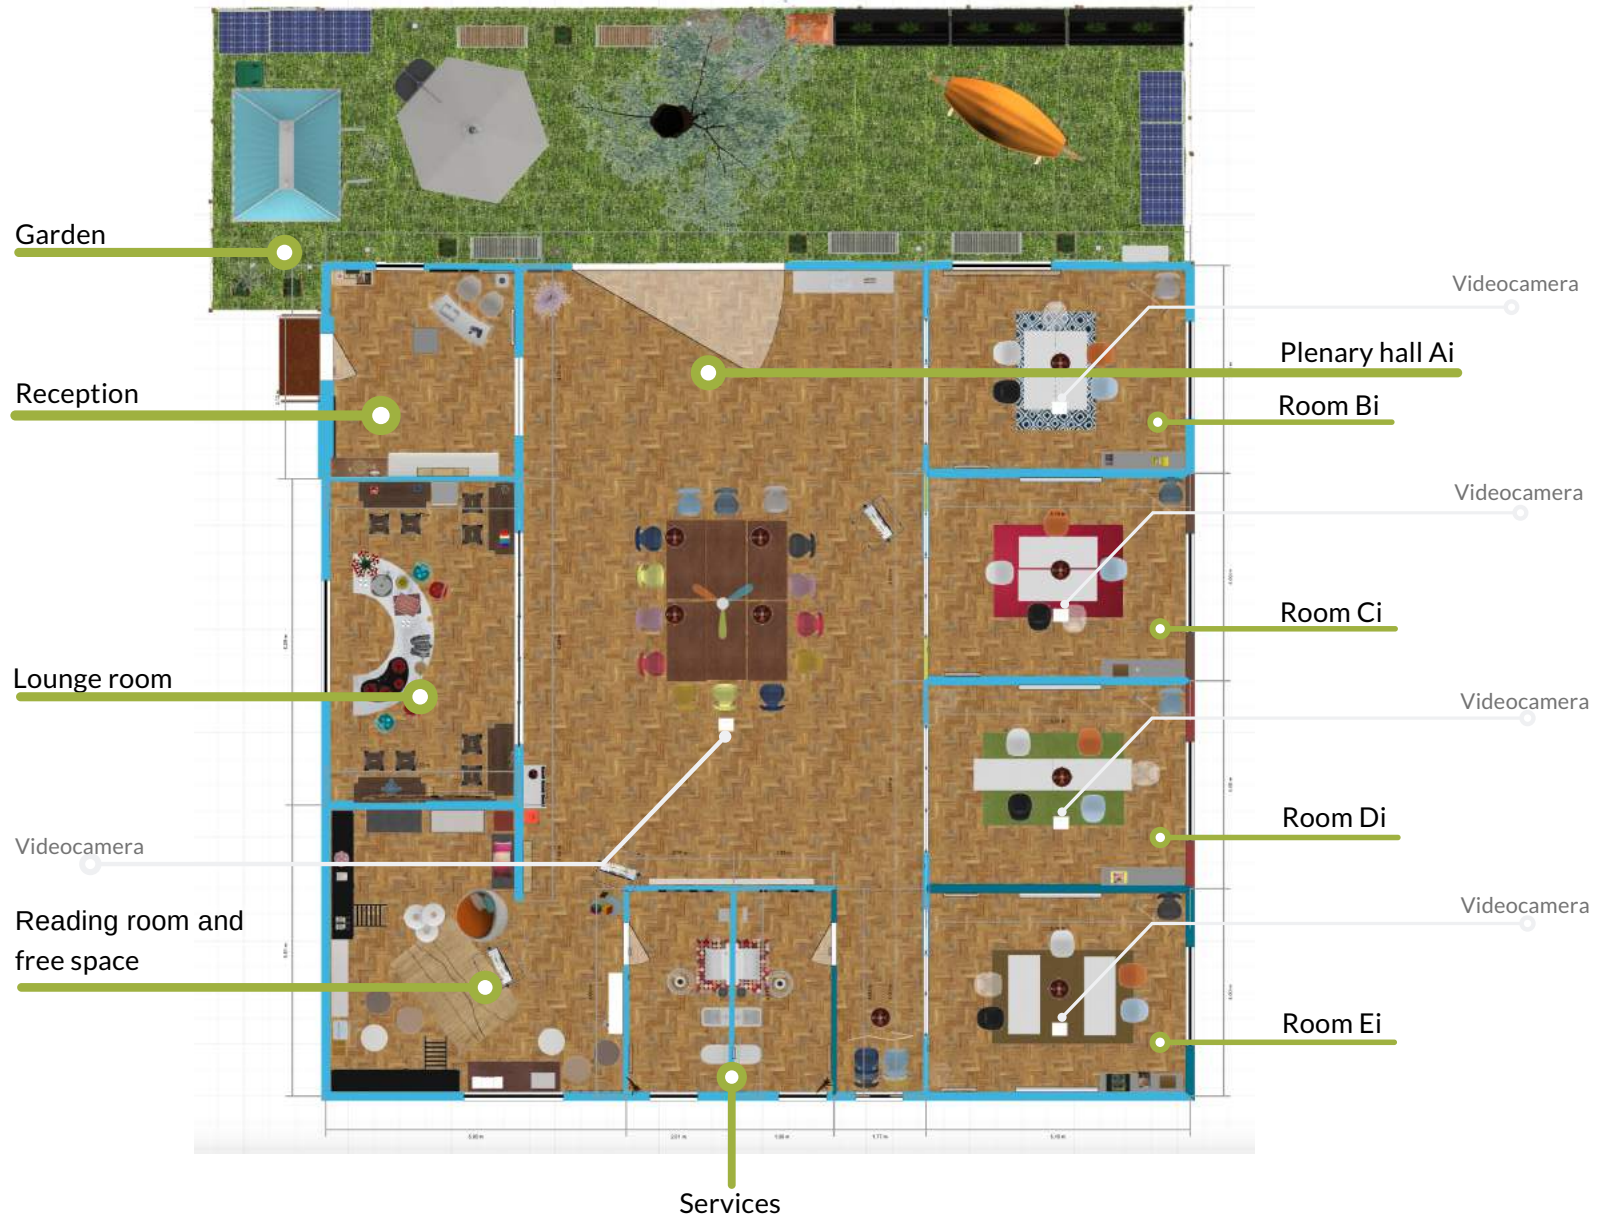 Garden
Videocamera
Plenary hall Ai
Reception
Room Bi
Videocamera
Room Ci
Lounge room
Videocamera
Room Di
Videocamera
Videocamera
Reading room and
free space
Room Ei
Services